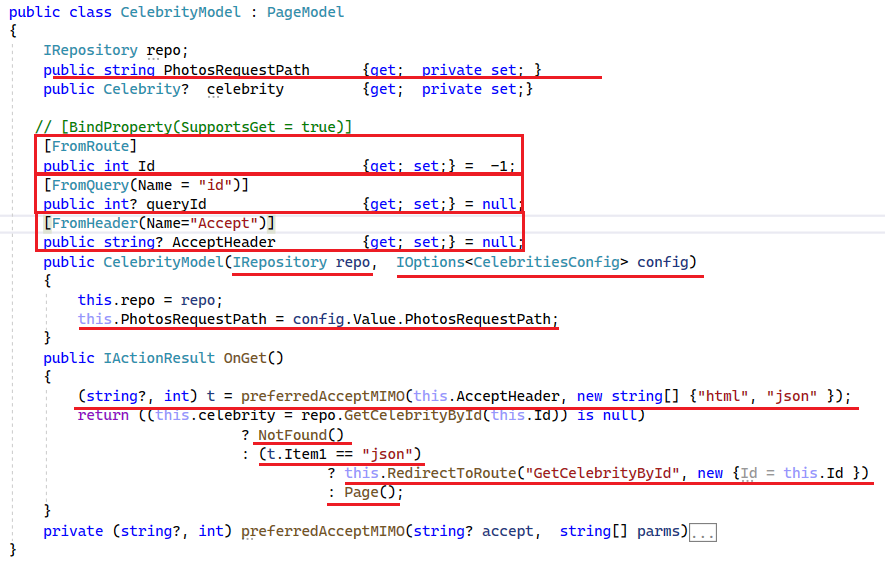 public class CelebrityModel : PageModel
{
    IRepository repo;
    public string PhotosRequestPath      {get;  private set; }
    public Celebrity?  celebrity         {get;  private set;}

   // [BindProperty(SupportsGet = true)]
    [FromRoute]
    public int Id                        {get; set;} =  -1;
    [FromQuery(Name = "id")]
    public int? queryId                  {get; set;} = null;
    [FromHeader(Name="Accept")]
    public string? AcceptHeader          {get; set;} = null;
    public CelebrityModel(IRepository repo,  IOptions<CelebritiesConfig> config)
    {
        this.repo = repo;
        this.PhotosRequestPath = config.Value.PhotosRequestPath;
    }
    public IActionResult OnGet()
    {
        (string?, int) t = preferredAcceptMIMO(this.AcceptHeader, new string[] {"html", "json" });
        return ((this.celebrity = repo.GetCelebrityById(this.Id)) is null)
                           ? NotFound()
                           : (t.Item1 == "json")
                                     ? this.RedirectToRoute("GetCelebrityById", new {Id = this.Id })
                                     : Page();
    }
    private (string?, int) preferredAcceptMIMO(string? accept,  string[] parms)...
}